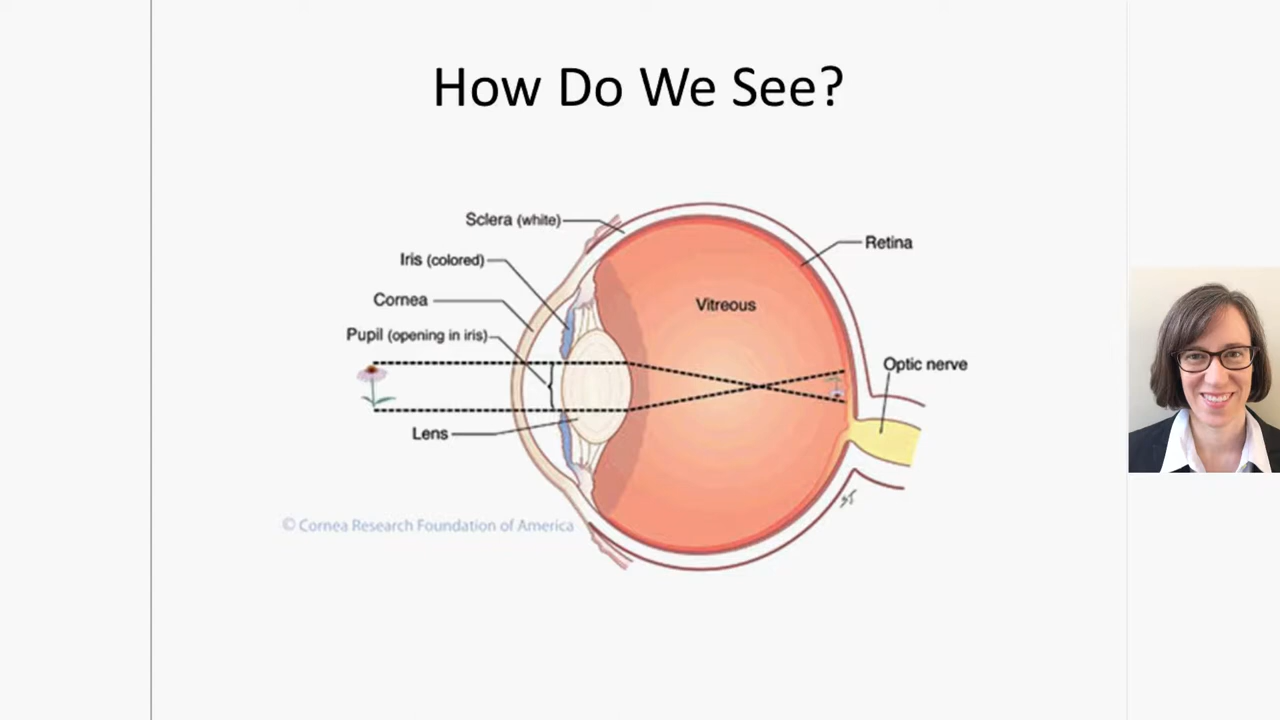 How Do We See?
Sclera (white)
Iris (colored)
Cornea
Pupil (opening in iris)
Lens
Vitreous
Retina
Optic nerve
© Cornea Research Foundation of America